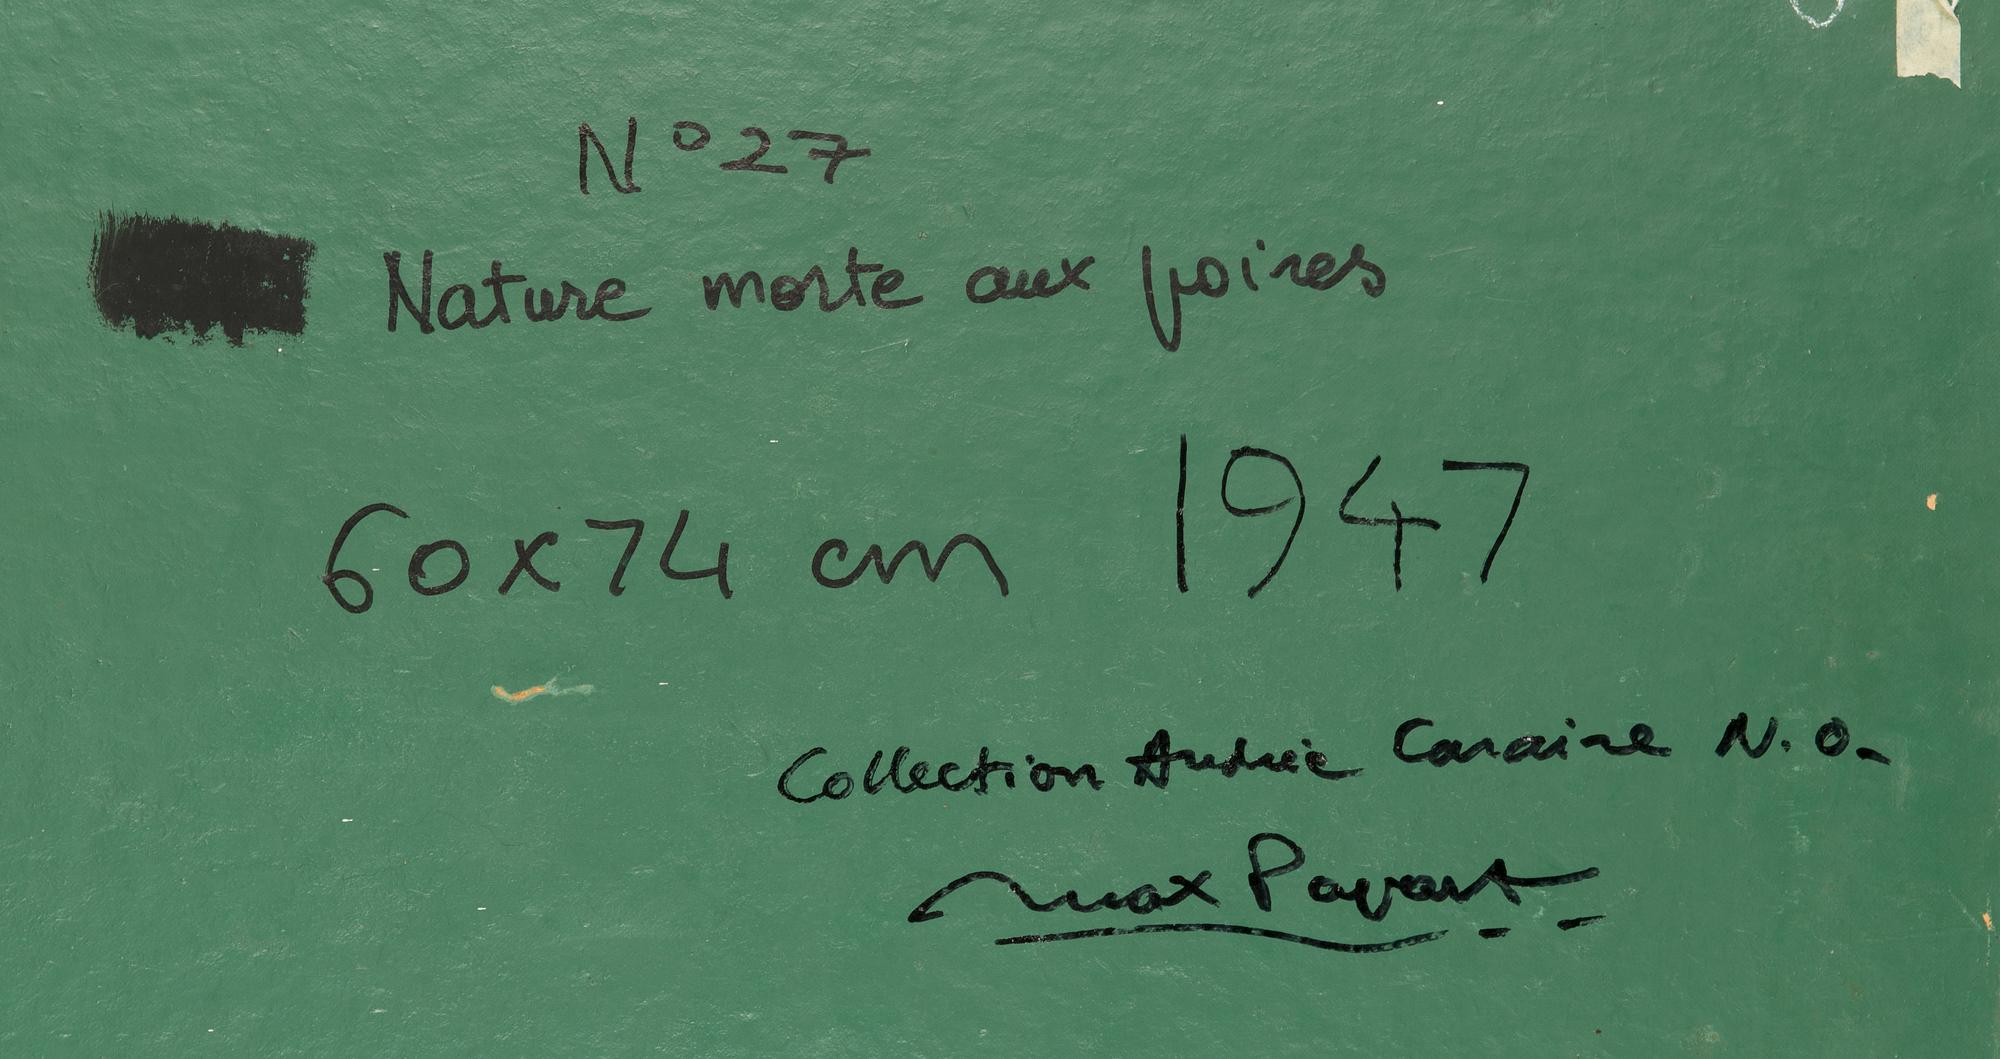 N° 27
Nature morte aux poires
60x74 cm 1947
Collection Andrée Caraire N.O.
Max Papart